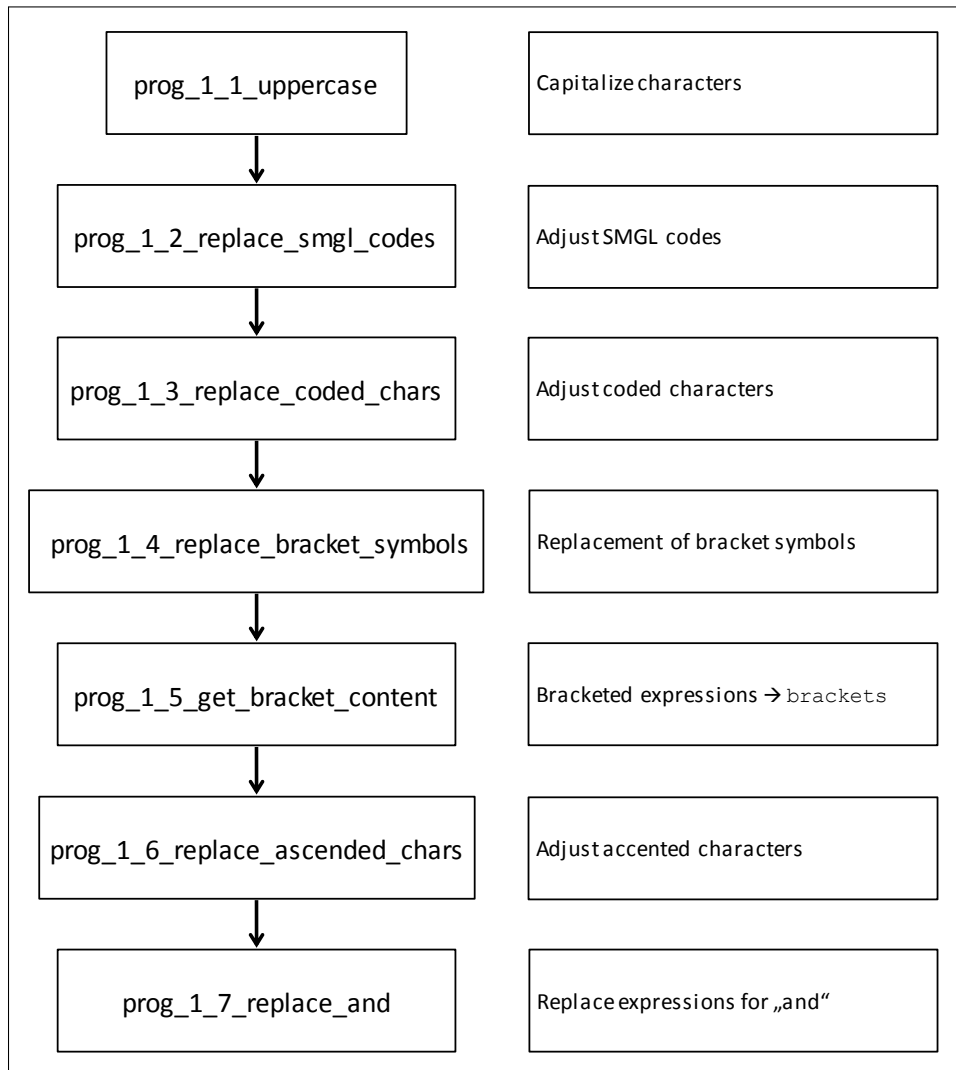 prog_1_1_uppercase
Capitalize characters
prog_1_2_replace_smgl_codes
Adjust SMGL codes
prog_1_3_replace_coded_chars
Adjust coded characters
prog_1_4_replace_bracket_symbols
Replacement of bracket symbols
prog_1_5_get_bracket_content
Bracketed expressions → brackets
prog_1_6_replace_ascended_chars
Adjust accented characters
prog_1_7_replace_and
Replace expressions for „and“